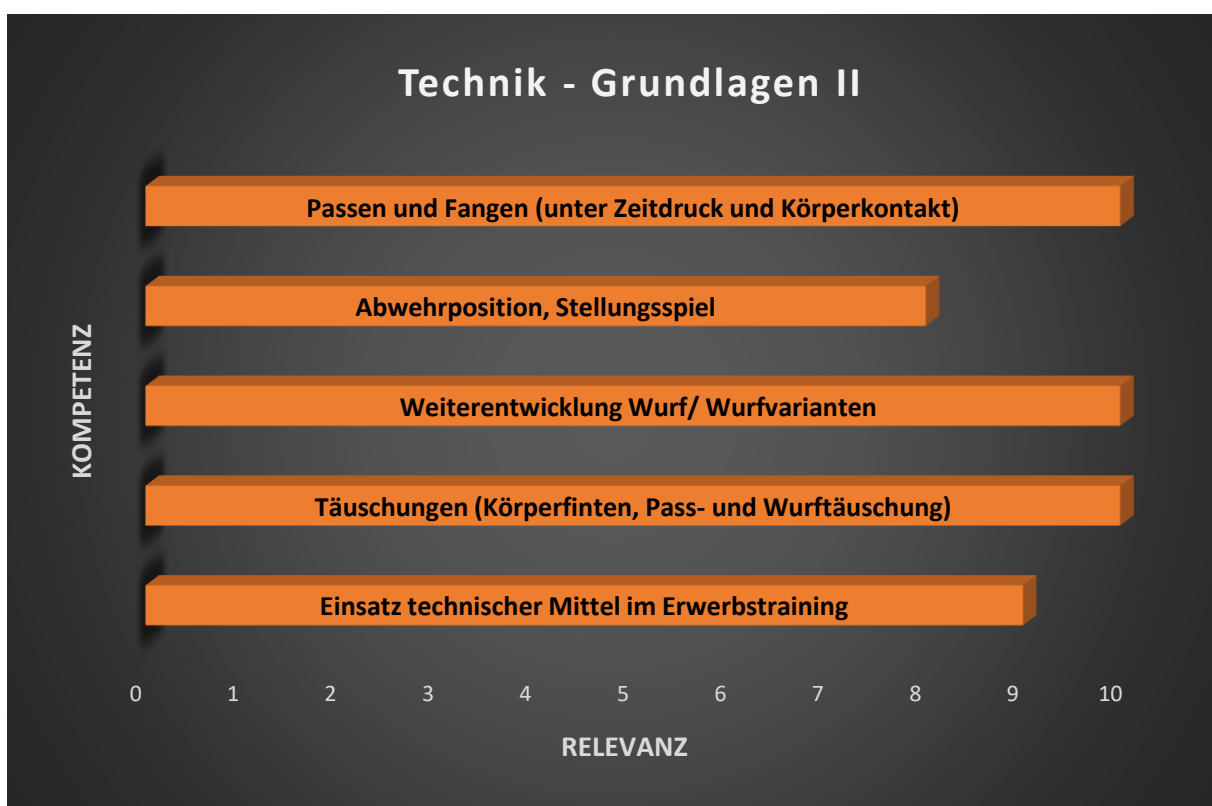 Technik - Grundlagen II
Passen und Fangen (unter Zeitdruck und Körperkontakt)
Abwehrposition, Stellungsspiel
Weiterentwicklung Wurf/ Wurfvarianten
Täuschungen (Körperfinten, Pass- und Wurftäuschung)
Einsatz technischer Mittel im Erwerbstraining
KOMPETENZ
0 1 2 3 4 5 6 7 8 9 10
RELEVANZ